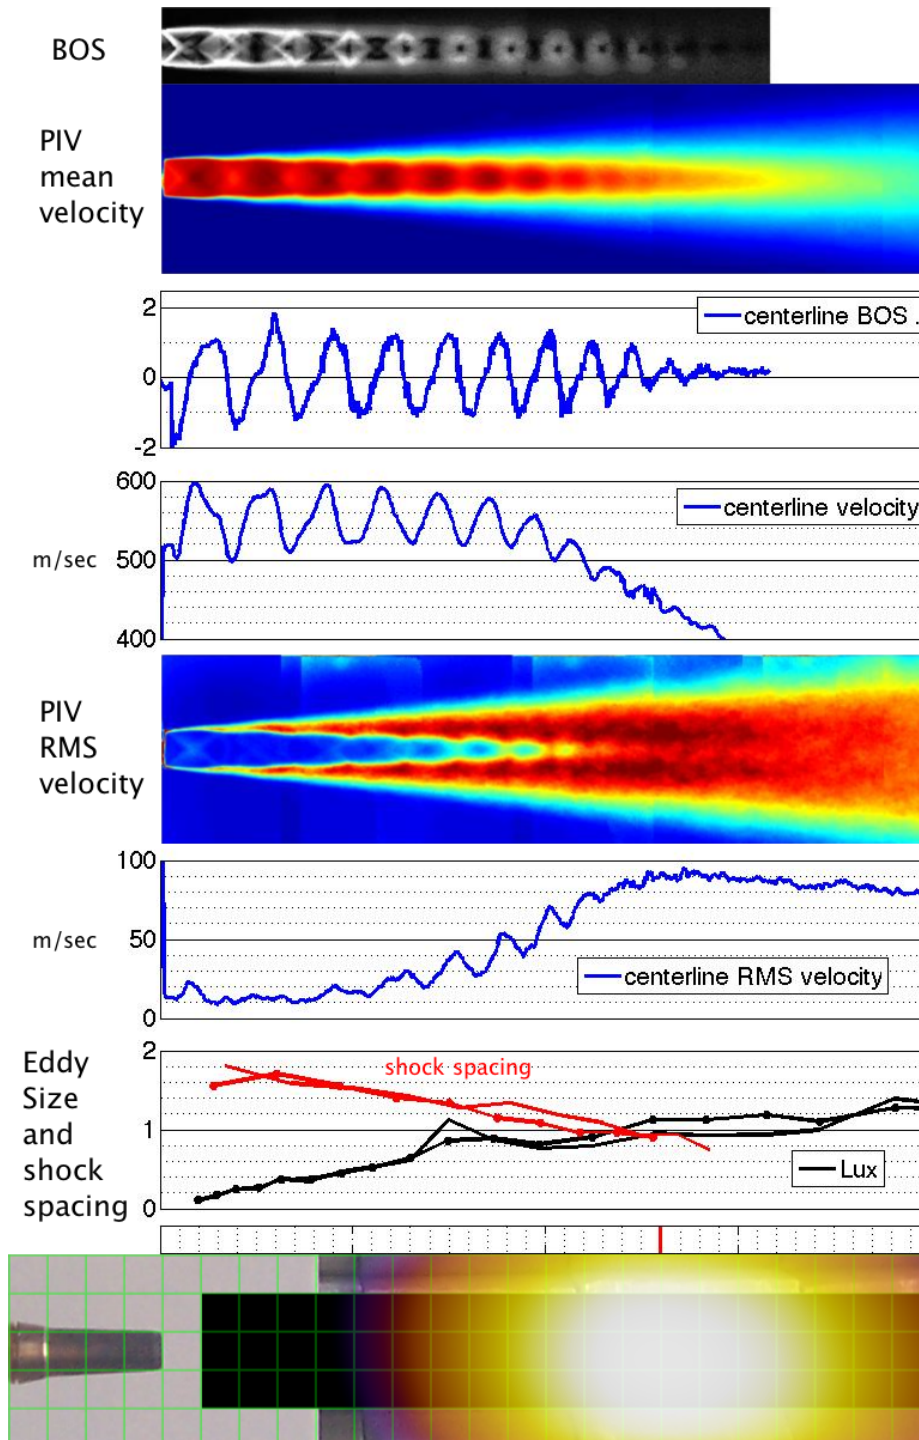 BOS
PIV
mean
velocity
2
0
-2
centerline BOS .
600
500
400
m/sec
centerline velocity
PIV
RMS
velocity
100
50
0
m/sec
centerline RMS velocity
Eddy
Size
and
shock
spacing
2
1
0
shock spacing
Lux